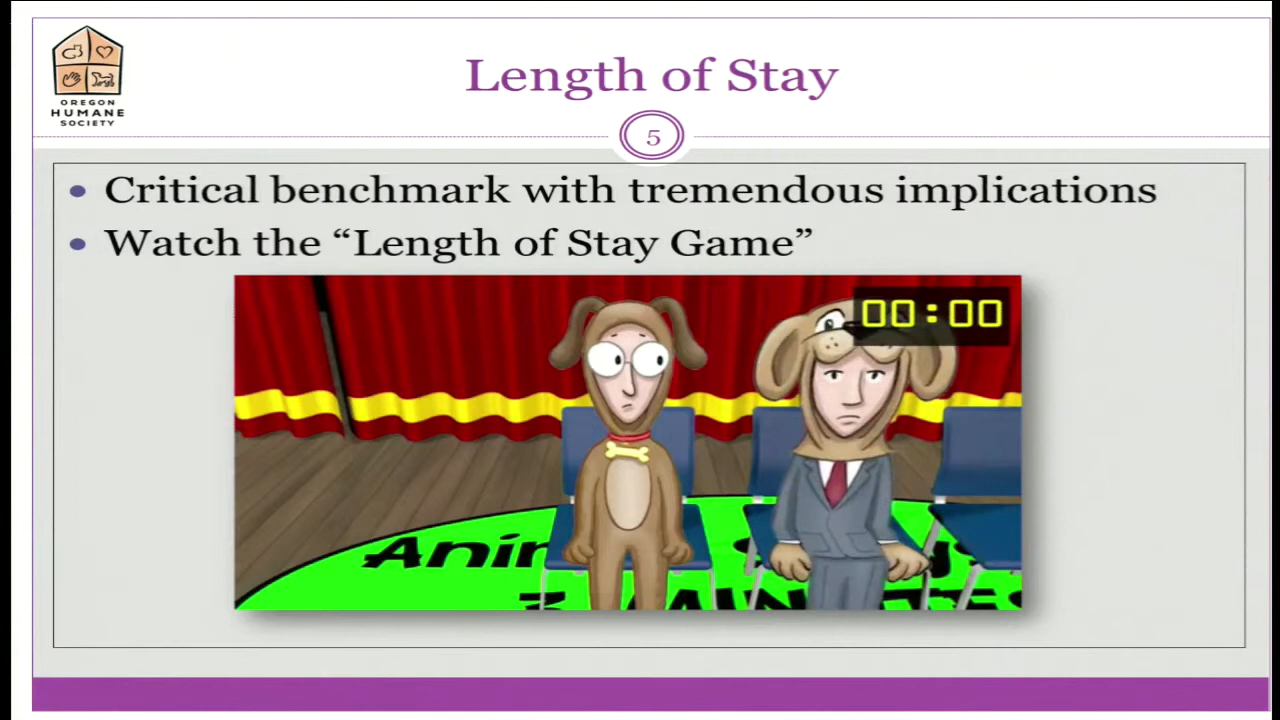 Length of Stay
OREGON
HUMANE
SOCIETY
5
• Critical benchmark with tremendous implications
• Watch the “Length of Stay Game”
00:00